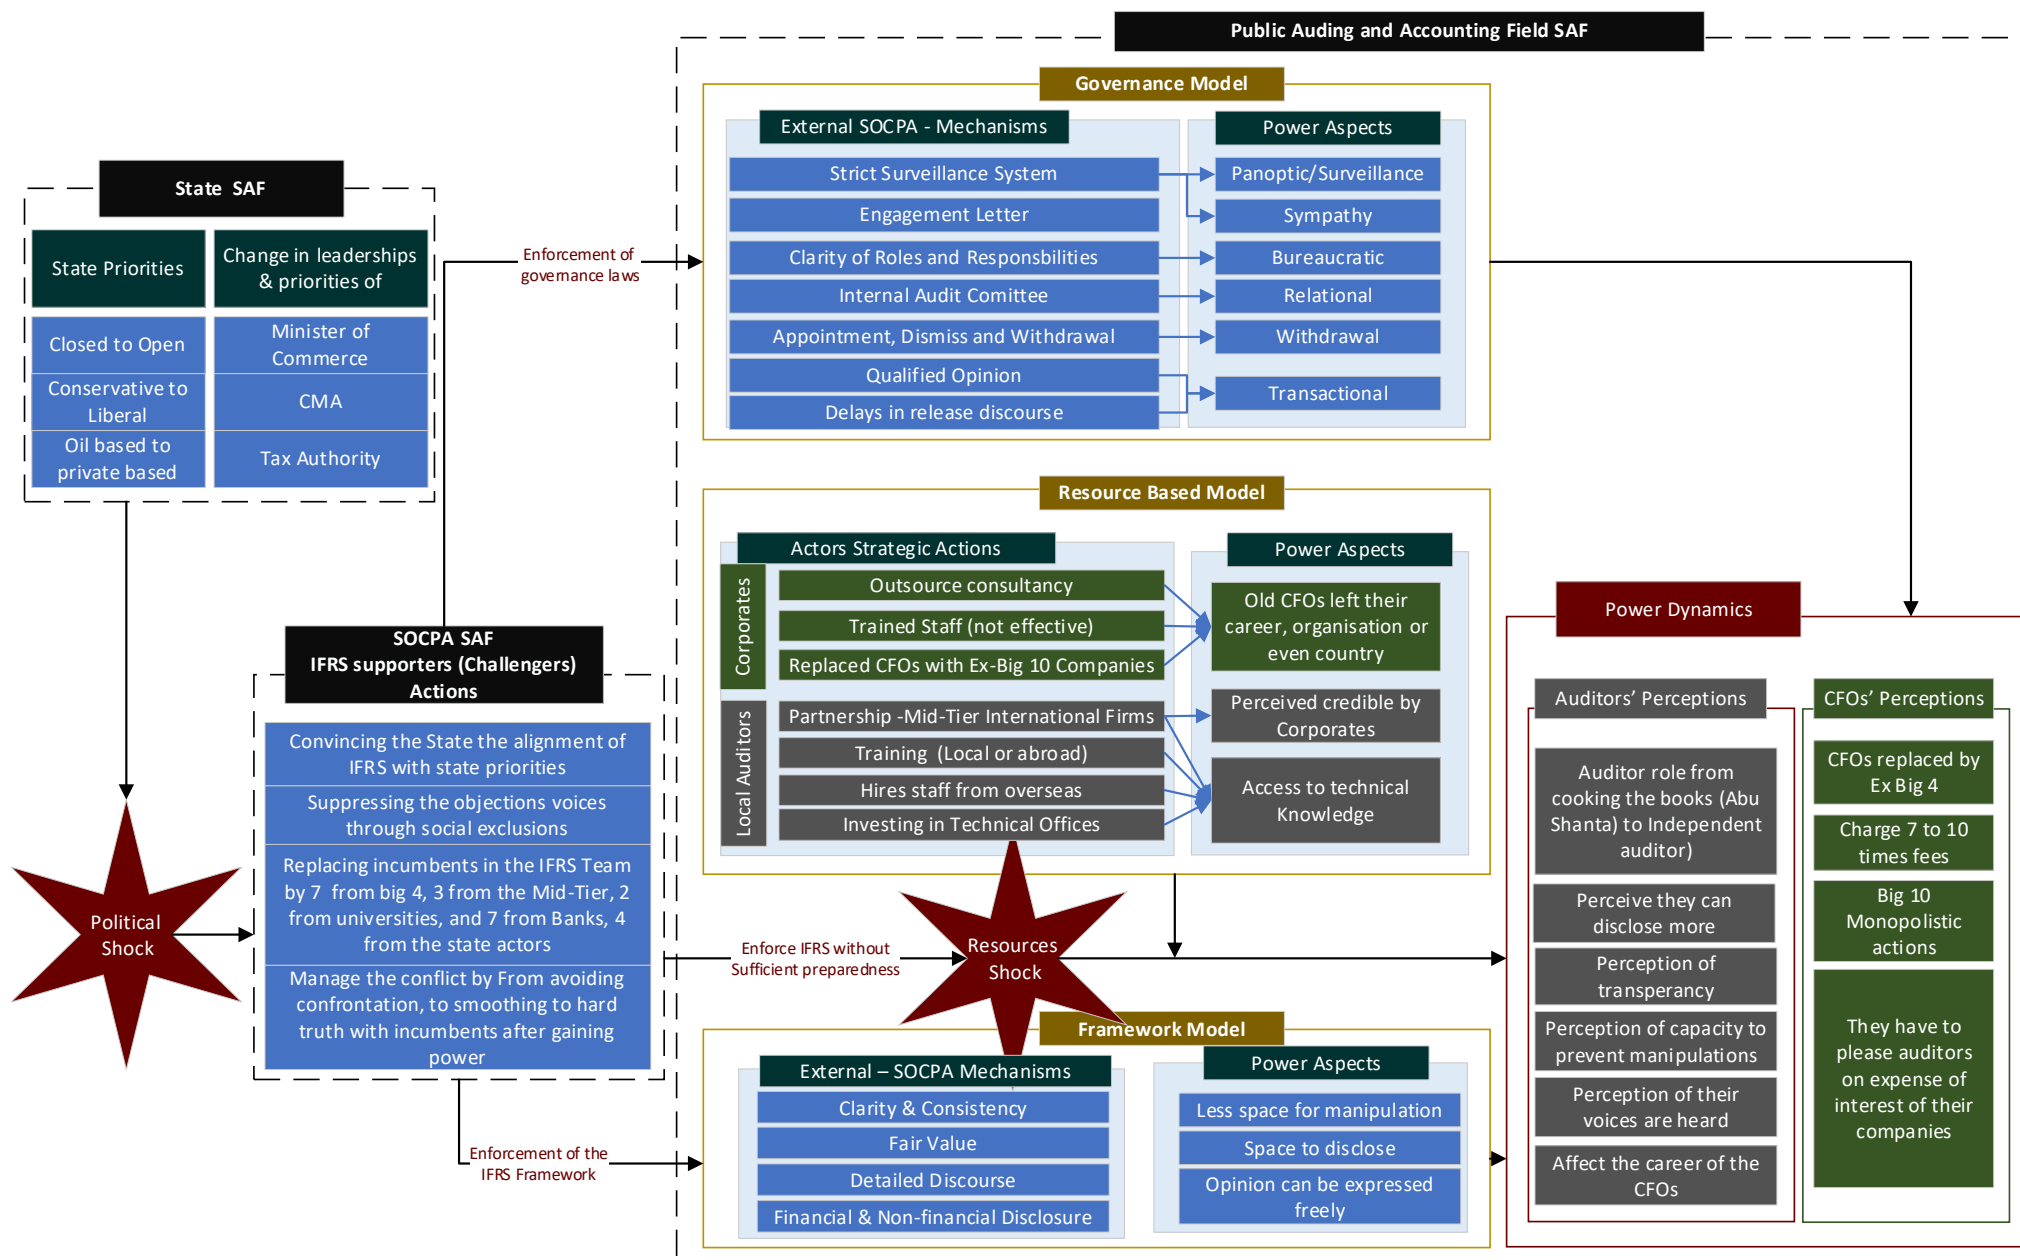 Public Auding and Accounting Field SAF
State  SAF
State Priorities
Change in leaderships
& priorities of
Closed to Open
Minister of
Commerce
Conservative to
Liberal
CMA
Oil based to
private based
Tax Authority
Political
Shock
SOCPA SAF
IFRS supporters (Challengers)
Actions
Convincing the State the alignment of
IFRS with state priorities
Suppressing the objections voices
through social exclusions
Replacing incumbents in the IFRS Team
by 7  from big 4, 3 from the Mid-Tier, 2
from universities, and 7 from Banks, 4
from the state actors
Manage the conflict by From avoiding
confrontation, to smoothing to hard
truth with incumbents after gaining
power
Enforcement of
governance laws
Enforce IFRS without
Sufficient preparedness
Enforcement of the
IFRS Framework
Governance Model
External SOCPA - Mechanisms
Power Aspects
Strict Surveillance System
Panoptic/Surveillance
Engagement Letter
Sympathy
Clarity of Roles and Responsbilities
Bureaucratic
Internal Audit Comittee
Relational
Appointment, Dismiss and Withdrawal
Withdrawal
Qualified Opinion
Delays in release discourse
Transactional
Resource Based Model
Actors Strategic Actions
Power Aspects
Corporates
Outsource consultancy
Trained Staff (not effective)
Replaced CFOs with Ex-Big 10 Companies
Old CFOs left their
career, organisation or
even country
Local Auditors
Partnership -Mid-Tier International Firms
Training  (Local or abroad)
Hires staff from overseas
Investing in Technical Offices
Perceived credible by
Corporates
Access to technical
Knowledge
Resources
Shock
Framework Model
External – SOCPA Mechanisms
Power Aspects
Clarity & Consistency
Fair Value
Detailed Discourse
Financial & Non-financial Disclosure
Less space for manipulation
Space to disclose
Opinion can be expressed
freely
Power Dynamics
Auditors’ Perceptions
Auditor role from
cooking the books (Abu
Shanta) to Independent
auditor)
Perceive they can
disclose more
Perception of
transperancy
Perception of capacity to
prevent manipulations
Perception of their
voices are heard
Affect the career of the
CFOs
CFOs’ Perceptions
CFOs replaced by
Ex Big 4
Charge 7 to 10
times fees
Big 10
Monopolistic
actions
They have to
please auditors
on expense of
interest of their
companies